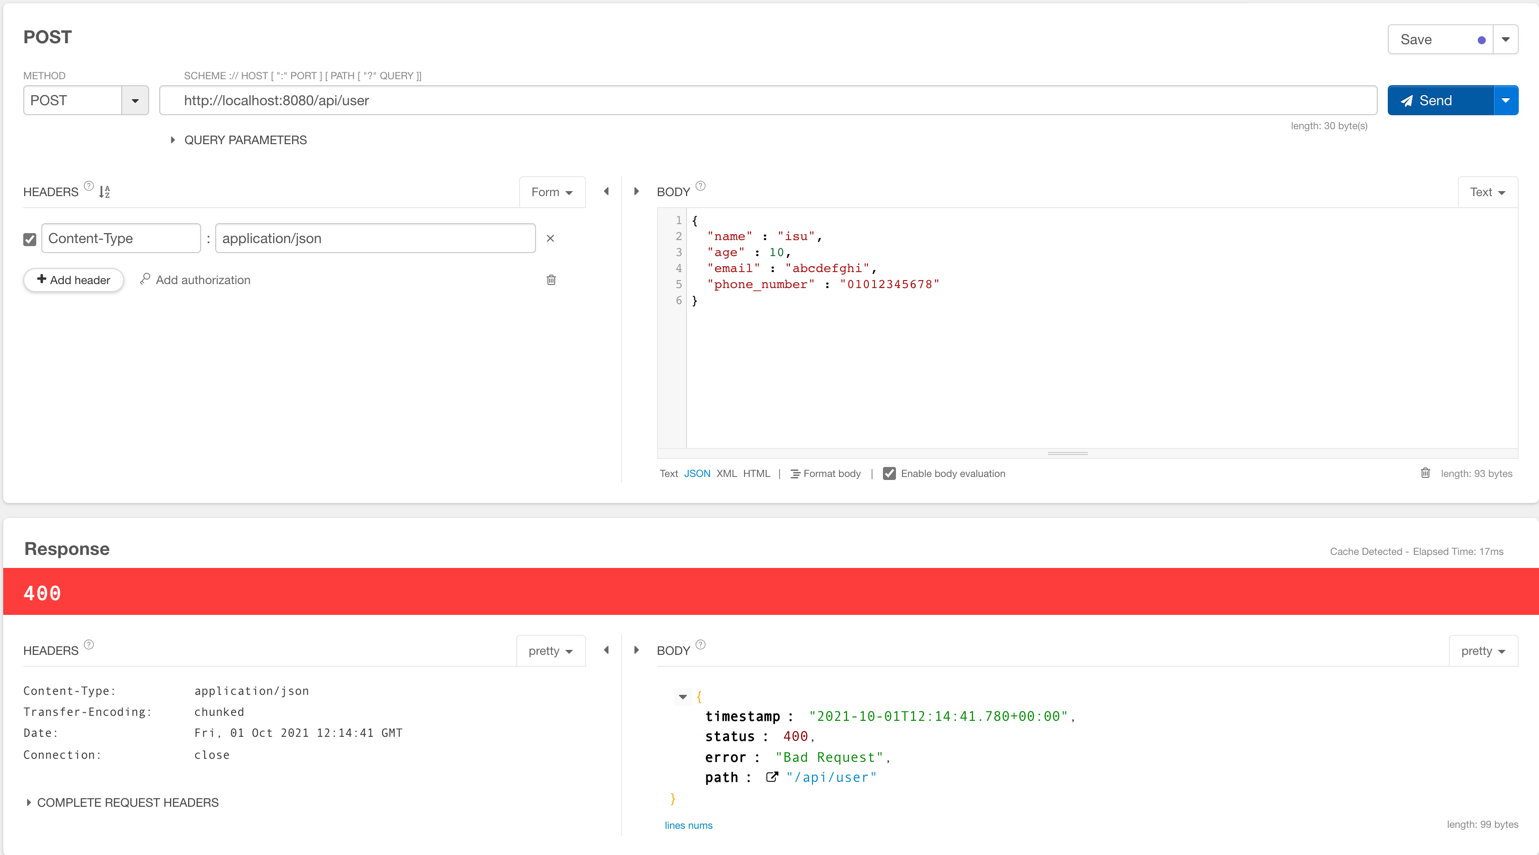 POST
Save
METHOD
SCHEME :// HOST [ ":" PORT ] [ PATH [ "?" QUERY ]]
POST
http://localhost:8080/api/user
Send
length: 30 byte(s)
QUERY PARAMETERS
HEADERS ? A Z
Form
BODY ?
Text
Content-Type : application/json ×
+ Add header
Add authorization
1 {
2 "name" : "isu",
3 "age" : 10,
4 "email" : "abcdefghi",
5 "phone_number" : "01012345678"
6 }
Text JSON XML HTML | Format body | Enable body evaluation
length: 93 bytes
Response
Cache Detected - Elapsed Time: 17ms
400
HEADERS ?
pretty
BODY ?
pretty
Content-Type: application/json
Transfer-Encoding: chunked
Date: Fri, 01 Oct 2021 12:14:41 GMT
Connection: close
COMPLETE REQUEST HEADERS
{
timestamp : "2021-10-01T12:14:41.780+00:00",
status : 400,
error : "Bad Request",
path : "/api/user"
}
lines nums
length: 99 bytes